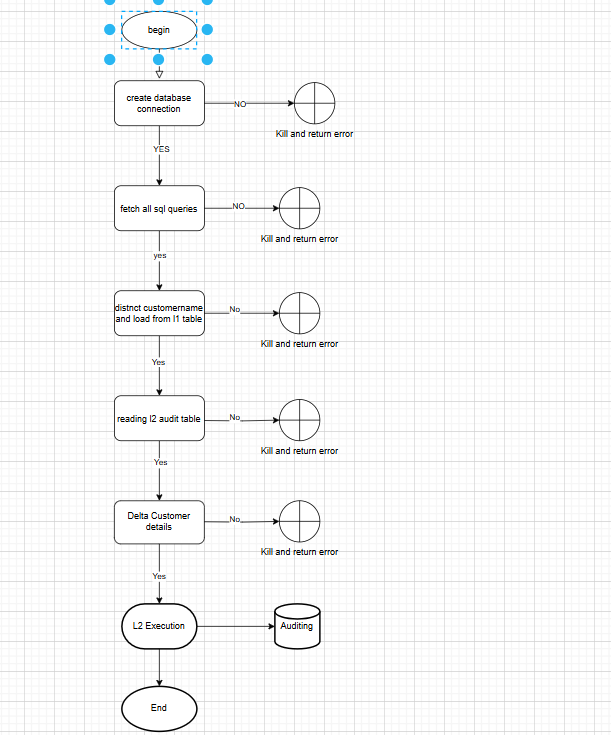 begin
create database
connection
NO
Kill and return error
YES
fetch all sql queries
NO
Kill and return error
yes
distnct customername
and load from l1 table
No
Kill and return error
Yes
reading l2 audit table
No
Kill and return error
Yes
Delta Customer
details
No
Kill and return error
Yes
L2 Execution
Auditing
End